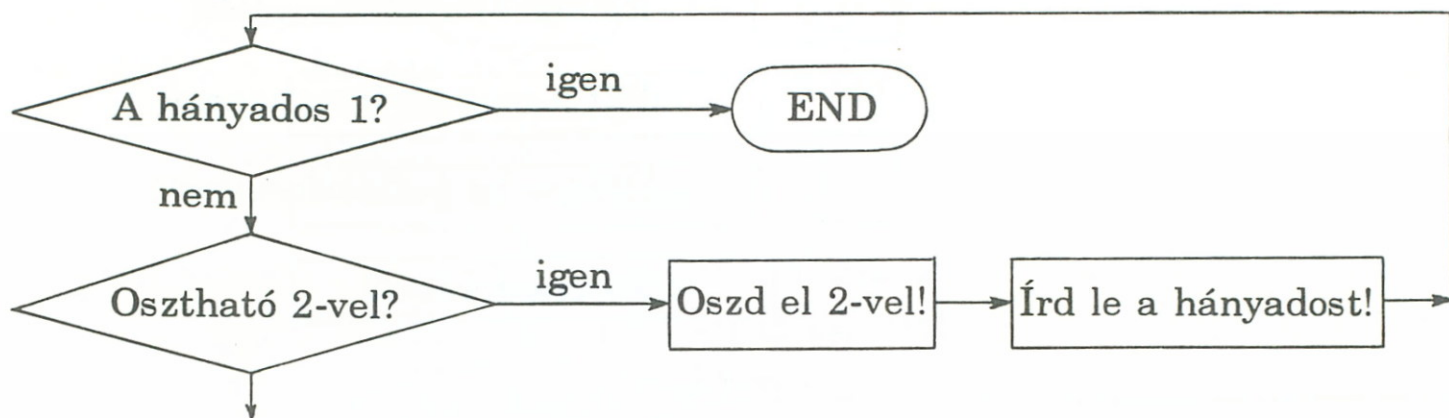 A hányados 1?
igen
END
nem
Osztható 2-vel?
igen
Oszd el 2-vel!
Írd le a hányadost!